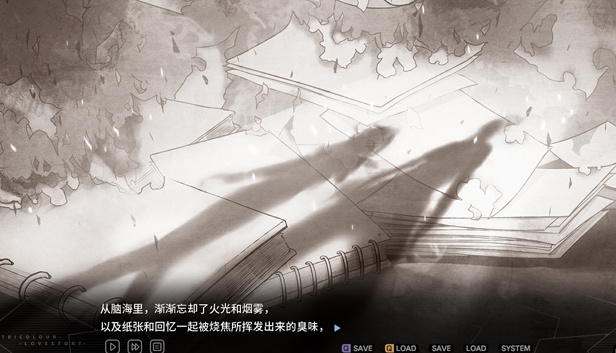 从脑海里，渐渐忘却了火光和烟雾，
以及纸张和回忆一起被烧焦所挥发出来的臭味，
TRICOLOUR
-LOVESTORY-
Q SAVE
Q LOAD
SAVE
LOAD
SYSTEM